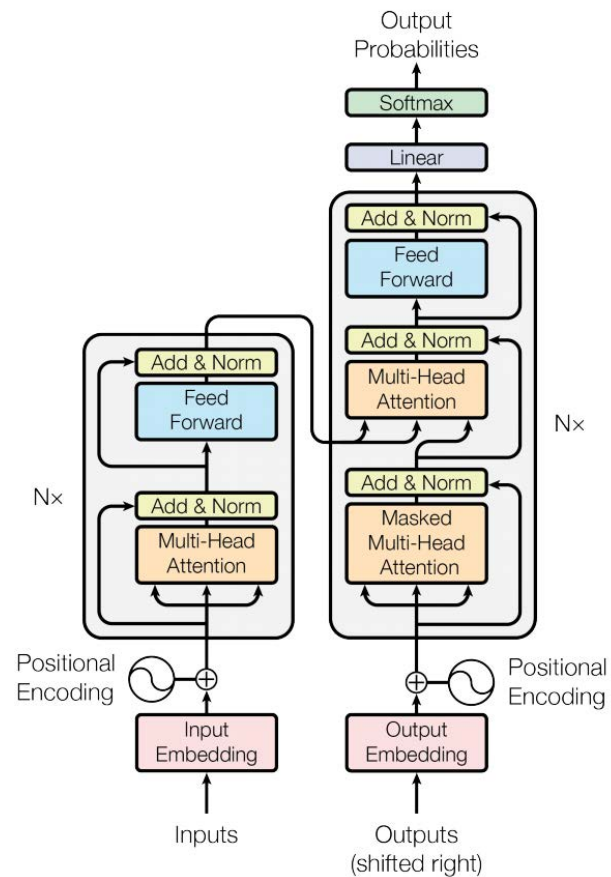 Output
Probabilities
Softmax
Linear
Add & Norm
Feed
Forward
Add & Norm
Multi-Head
Attention
Add & Norm
Masked
Multi-Head
Attention
N×
Add & Norm
Feed
Forward
Add & Norm
Multi-Head
Attention
N×
Positional
Encoding
Positional
Encoding
Input
Embedding
Output
Embedding
Inputs
Outputs
(shifted right)